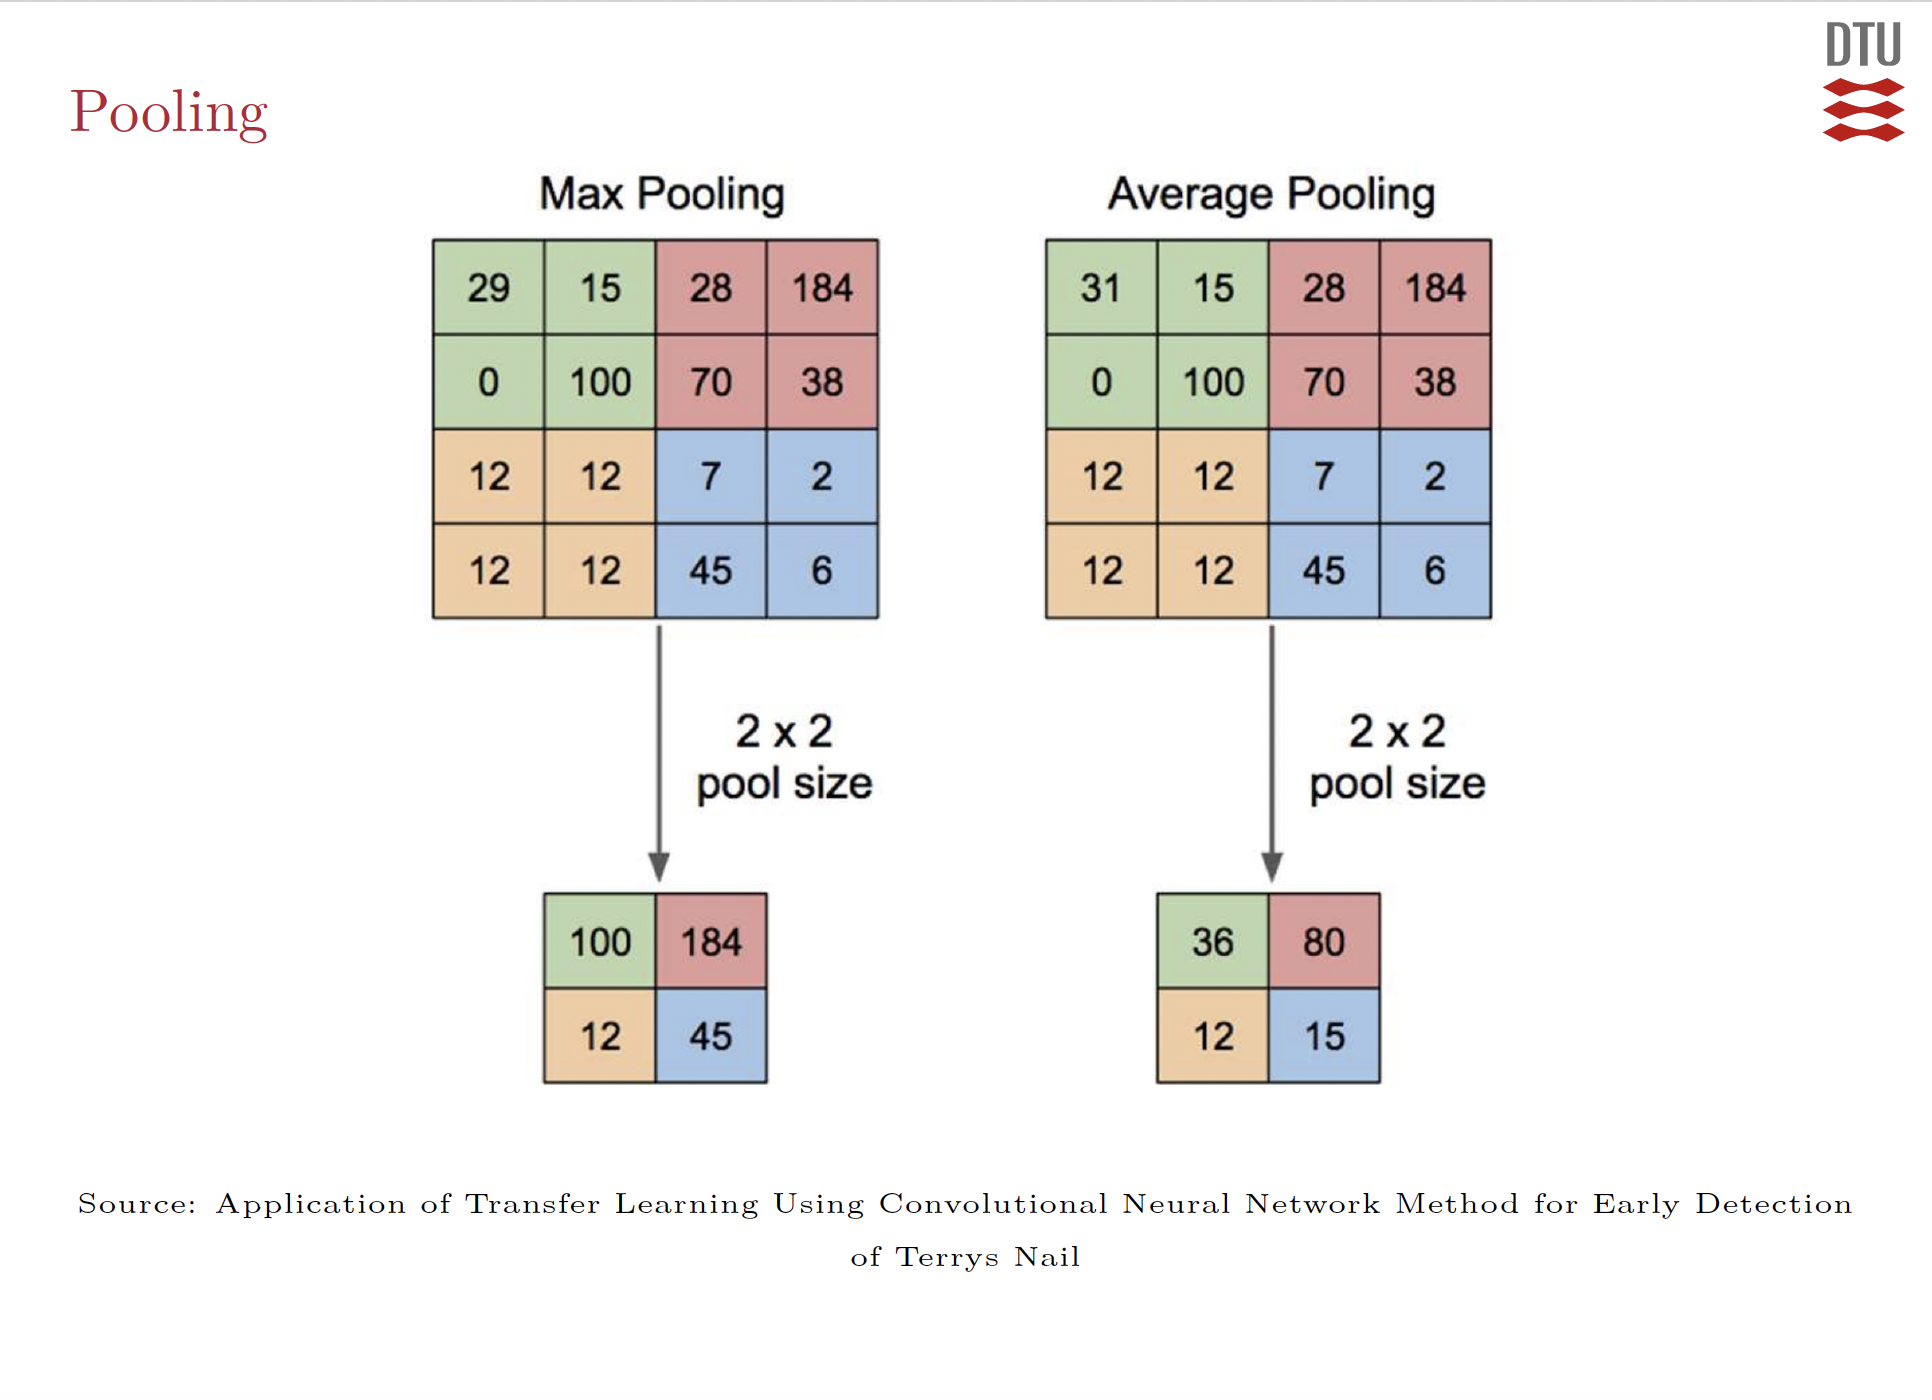 DTU
Pooling
Max Pooling
29 15 28 184
0 100 70 38
12 12 7 2
12 12 45 6
2 x 2
pool size
100 184
12 45
Average Pooling
31 15 28 184
0 100 70 38
12 12 7 2
12 12 45 6
2 x 2
pool size
36 80
12 15
Source: Application of Transfer Learning Using Convolutional Neural Network Method for Early Detection
of Terrys Nail